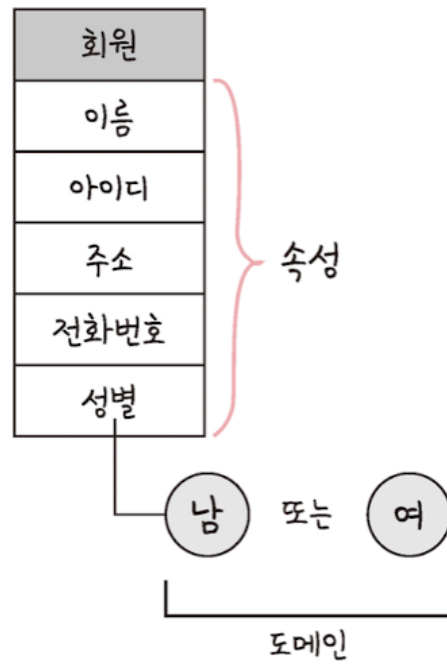 회원
이름
아이디
주소
전화번호
성별
속성
남 또는 여
도메인